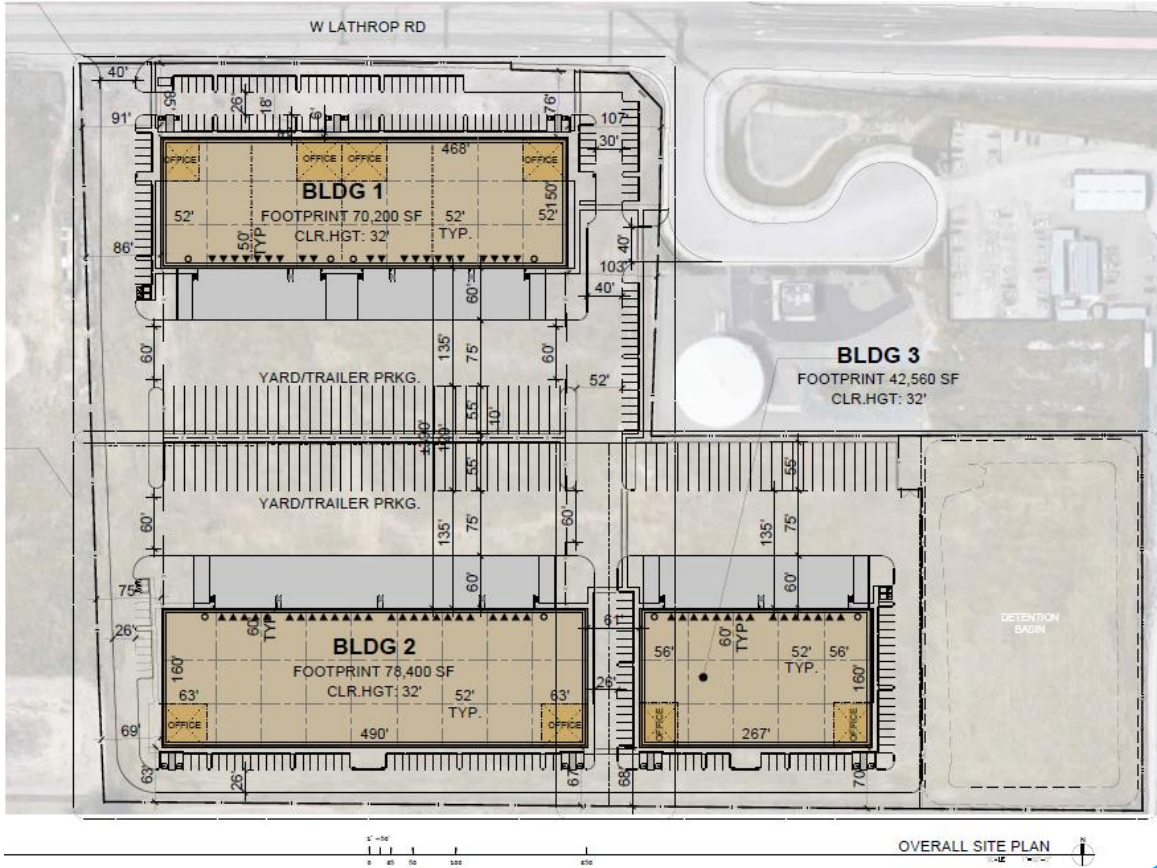 W LATHROP RD
40'
85'
26'
18'
6'
76'
91'
107'
30'
OFFICE
OFFICE
OFFICE
OFFICE
468'
BLDG 1
150'
52'
FOOTPRINT 70,200 SF
52'
52'
50'
TYP
CLR.HGT: 32'
TYP.
40'
86'
103'
60'
40'
60'
135'
75'
60'
BLDG 3
FOOTPRINT 42,560 SF
CLR.HGT: 32'
YARD/TRAILER PRKG.
52'
55'
10'
55'
55'
YARD/TRAILER PRKG.
60'
135'
75'
60'
135'
75'
60'
60'
75'
26'
60'
TYP
61'
60'
TYP
BLDG 2
160'
FOOTPRINT 78,400 SF
CLR.HGT: 32'
56'
52'
56'
TYP.
160'
63'
52'
63'
TYP.
26'
OFFICE
OFFICE
OFFICE
OFFICE
69'
490'
267'
63'
26'
67'
68'
70'
DETENTION
BASIN
OVERALL SITE PLAN
N